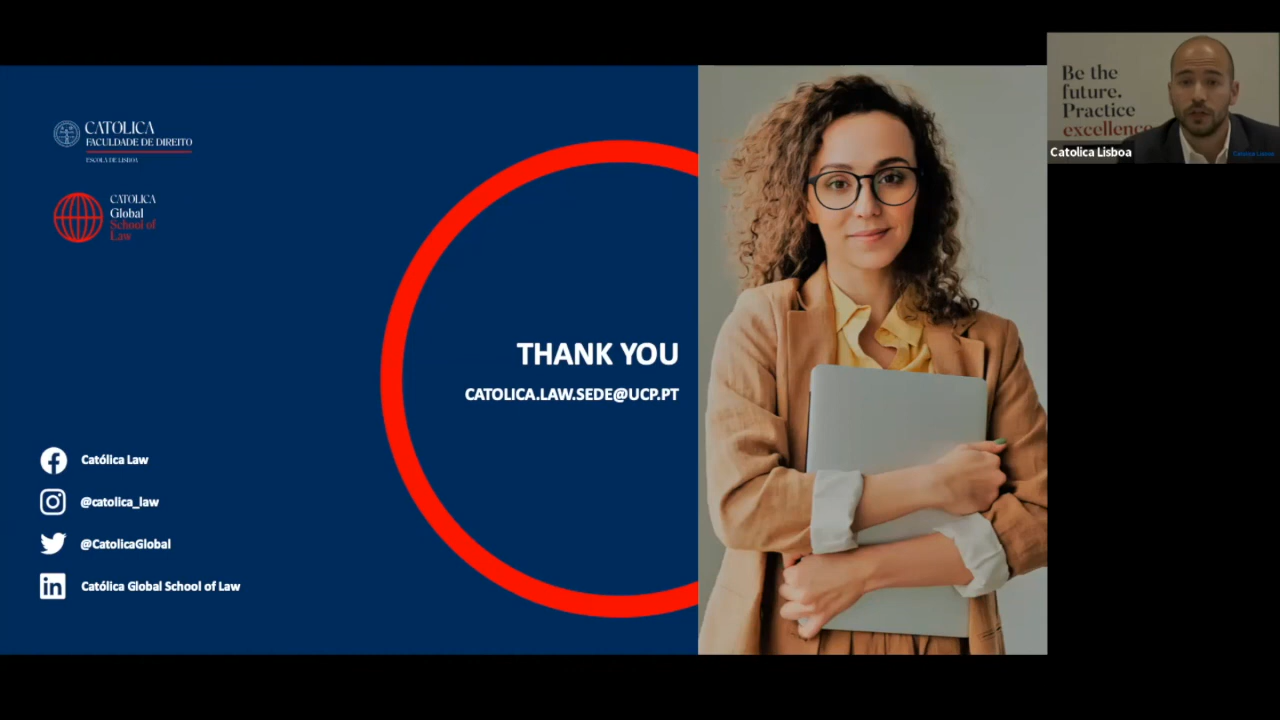 CATOLICA
FACULDADE DE DIREITO
ESCOLA DE LISBOA
CATOLICA
Global
School of
Law
THANK YOU
CATOLICA.LAW.SEDE@UCP.PT
Católica Law
@catolica_law
@CatolicaGlobal
Católica Global School of Law
Be the
future.
Practice
excellence
Catolica Lisboa